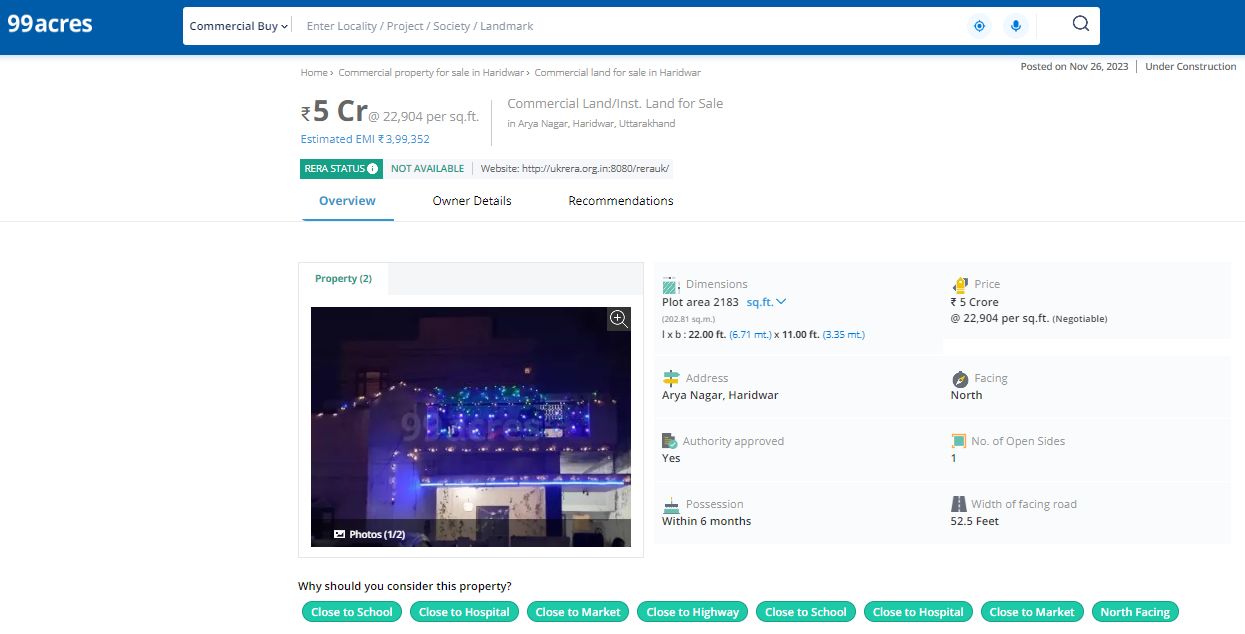 99acres
Commercial Buy
Enter Locality / Project / Society / Landmark
Home › Commercial property for sale in Haridwar › Commercial land for sale in Haridwar
Posted on Nov 26, 2023 | Under Construction
₹ 5 Cr @ 22,904 per sq.ft.
Estimated EMI ₹ 3,99,352
Commercial Land/Inst. Land for Sale
in Arya Nagar, Haridwar, Uttarakhand
RERA STATUS NOT AVAILABLE | Website: http://ukrera.org.in:8080/rerauk/
Overview Owner Details Recommendations
Property (2)
99acres
Photos (1/2)
Dimensions
Plot area 2183 sq.ft.
(202.81 sq.m.)
l x b : 22.00 ft. (6.71 mt.) x 11.00 ft. (3.35 mt.)
Price
₹ 5 Crore
@ 22,904 per sq.ft. (Negotiable)
Address
Arya Nagar, Haridwar
Facing
North
Authority approved
Yes
No. of Open Sides
1
Possession
Within 6 months
Width of facing road
52.5 Feet
Why should you consider this property?
Close to School Close to Hospital Close to Market Close to Highway Close to School Close to Hospital Close to Market North Facing